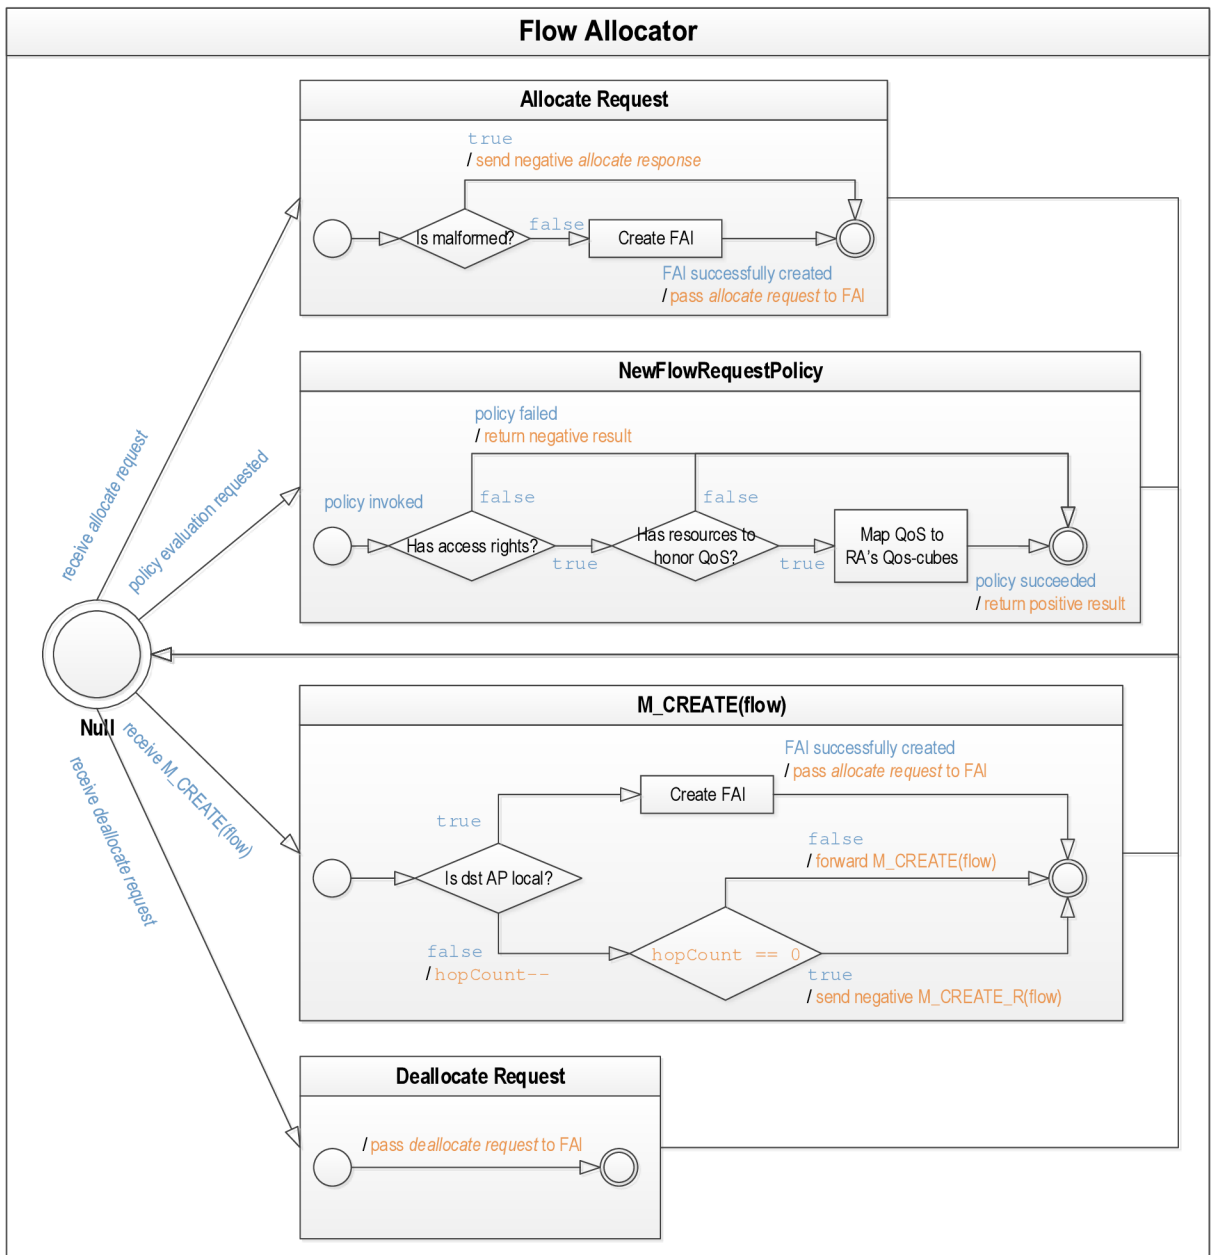 Flow Allocator
Allocate Request
true
/ send negative allocate response
Is malformed?
false
Create FAI
FAI successfully created
/ pass allocate request to FAI
NewFlowRequestPolicy
policy failed
/ return negative result
policy invoked
false
false
Has access rights?
true
Has resources to
honor QoS?
true
Map QoS to
RA's Qos-cubes
policy succeeded
/ return positive result
receive allocate request
policy evaluation requested
Null
receive M_CREATE(flow)
receive deallocate request
M_CREATE(flow)
FAI successfully created
/ pass allocate request to FAI
Create FAI
true
false
/ forward M_CREATE(flow)
Is dst AP local?
false
/ hopCount--
hopCount == 0
true
/ send negative M_CREATE_R(flow)
Deallocate Request
/ pass deallocate request to FAI